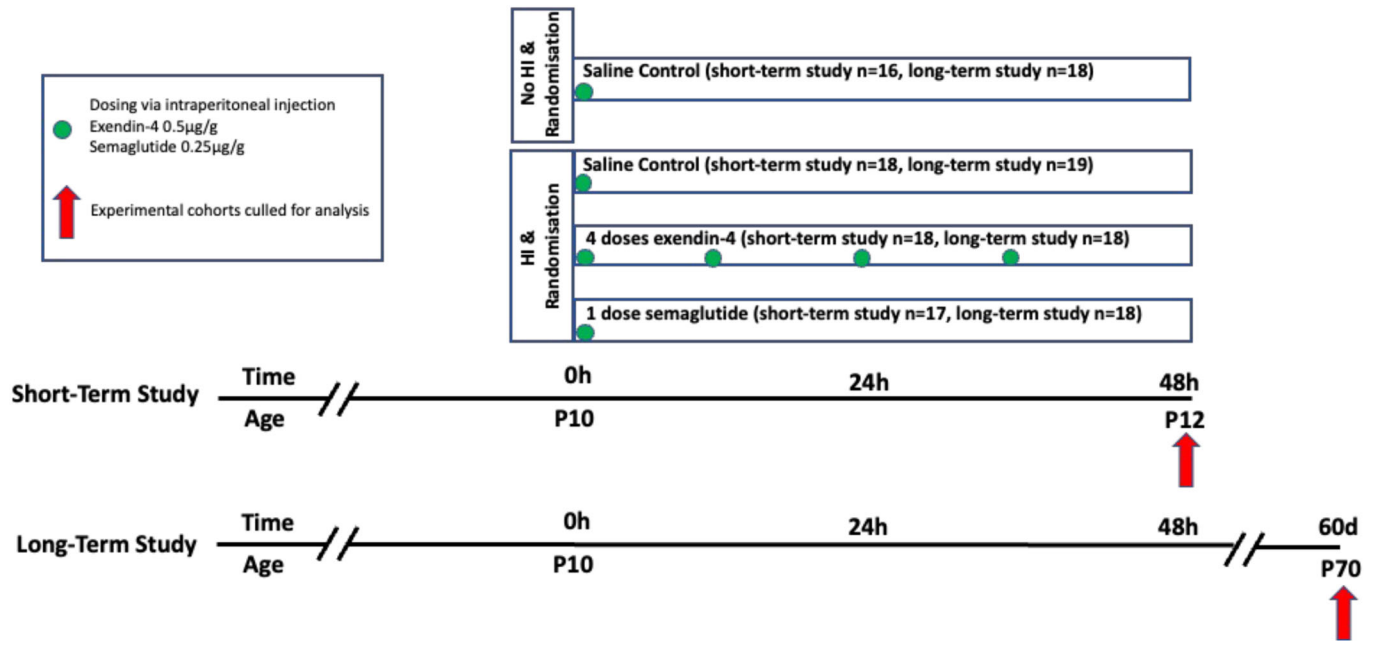 No HI &
Randomisation
Saline Control (short-term study n=16, long-term study n=18)
Dosing via intraperitoneal injection
Exendin-4 0.5µg/g
Semaglutide 0.25µg/g
Experimental cohorts culled for analysis
HI &
Randomisation
Saline Control (short-term study n=18, long-term study n=19)
4 doses exendin-4 (short-term study n=18, long-term study n=18)
1 dose semaglutide (short-term study n=17, long-term study n=18)
Short-Term Study
Time
0h
24h
48h
Age
P10
P12
Long-Term Study
Time
0h
24h
48h
60d
Age
P10
P70